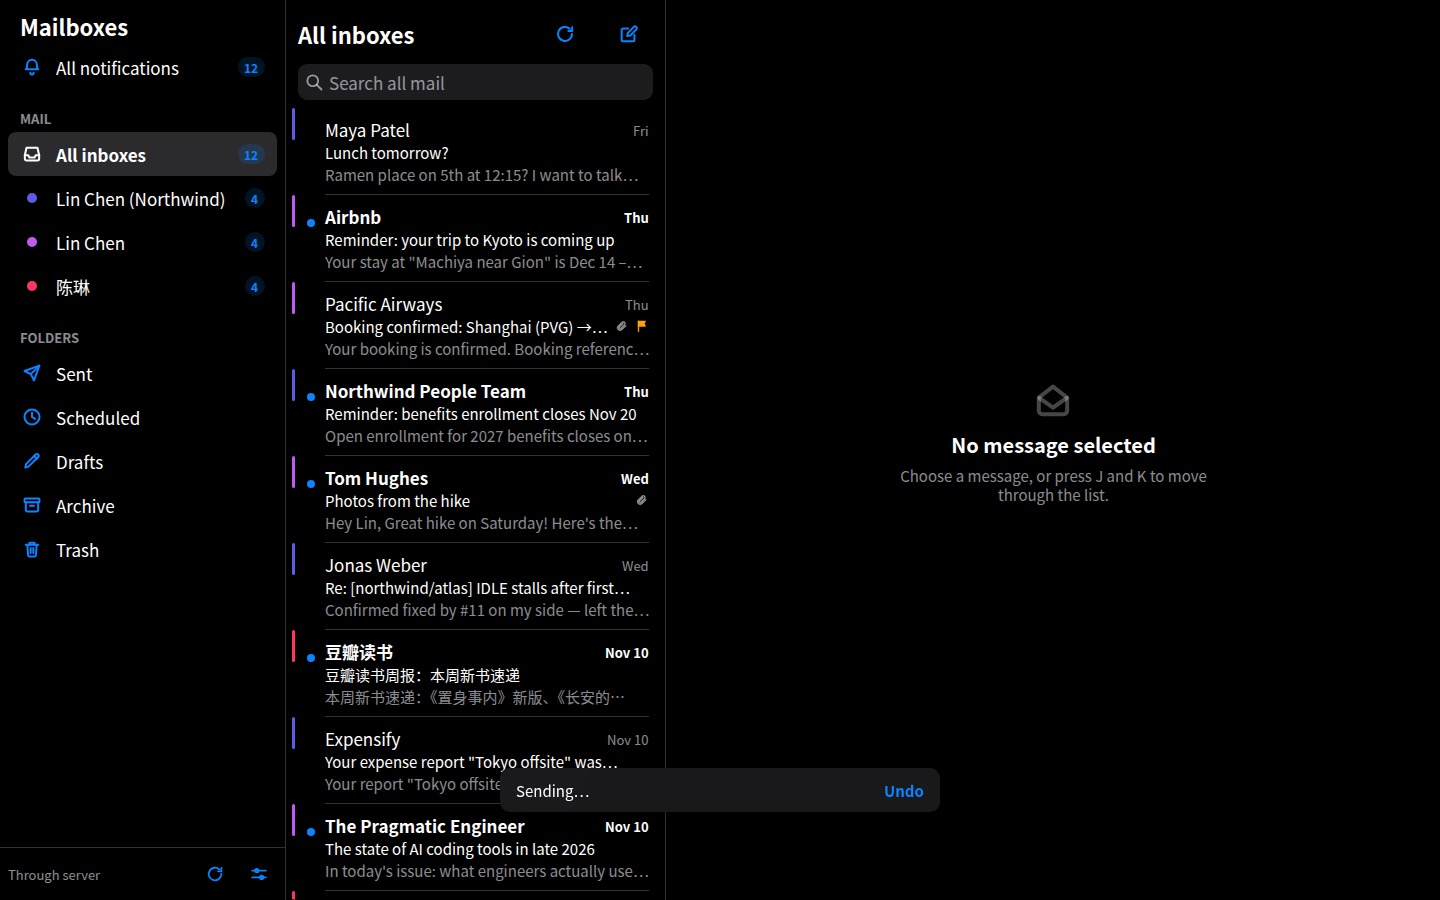 Mailboxes
All notifications 12
MAIL
All inboxes 12
Lin Chen (Northwind) 4
Lin Chen 4
陈琳 4
FOLDERS
Sent
Scheduled
Drafts
Archive
Trash
Through server
All inboxes
Search all mail
Maya Patel Fri
Lunch tomorrow?
Ramen place on 5th at 12:15? I want to talk…
Airbnb Thu
Reminder: your trip to Kyoto is coming up
Your stay at "Machiya near Gion" is Dec 14 –…
Pacific Airways Thu
Booking confirmed: Shanghai (PVG) →…
Your booking is confirmed. Booking referenc…
Northwind People Team Thu
Reminder: benefits enrollment closes Nov 20
Open enrollment for 2027 benefits closes on…
Tom Hughes Wed
Photos from the hike
Hey Lin, Great hike on Saturday! Here's the…
Jonas Weber Wed
Re: [northwind/atlas] IDLE stalls after first…
Confirmed fixed by #11 on my side — left the…
豆瓣读书 Nov 10
豆瓣读书周报：本周新书速递
本周新书速递：《置身事内》新版、《长安的…
Expensify Nov 10
Your expense report "Tokyo offsite" was…
Your report "Tokyo offsite
The Pragmatic Engineer Nov 10
The state of AI coding tools in late 2026
In today's issue: what engineers actually use…
Sending… Undo
No message selected
Choose a message, or press J and K to move
through the list.